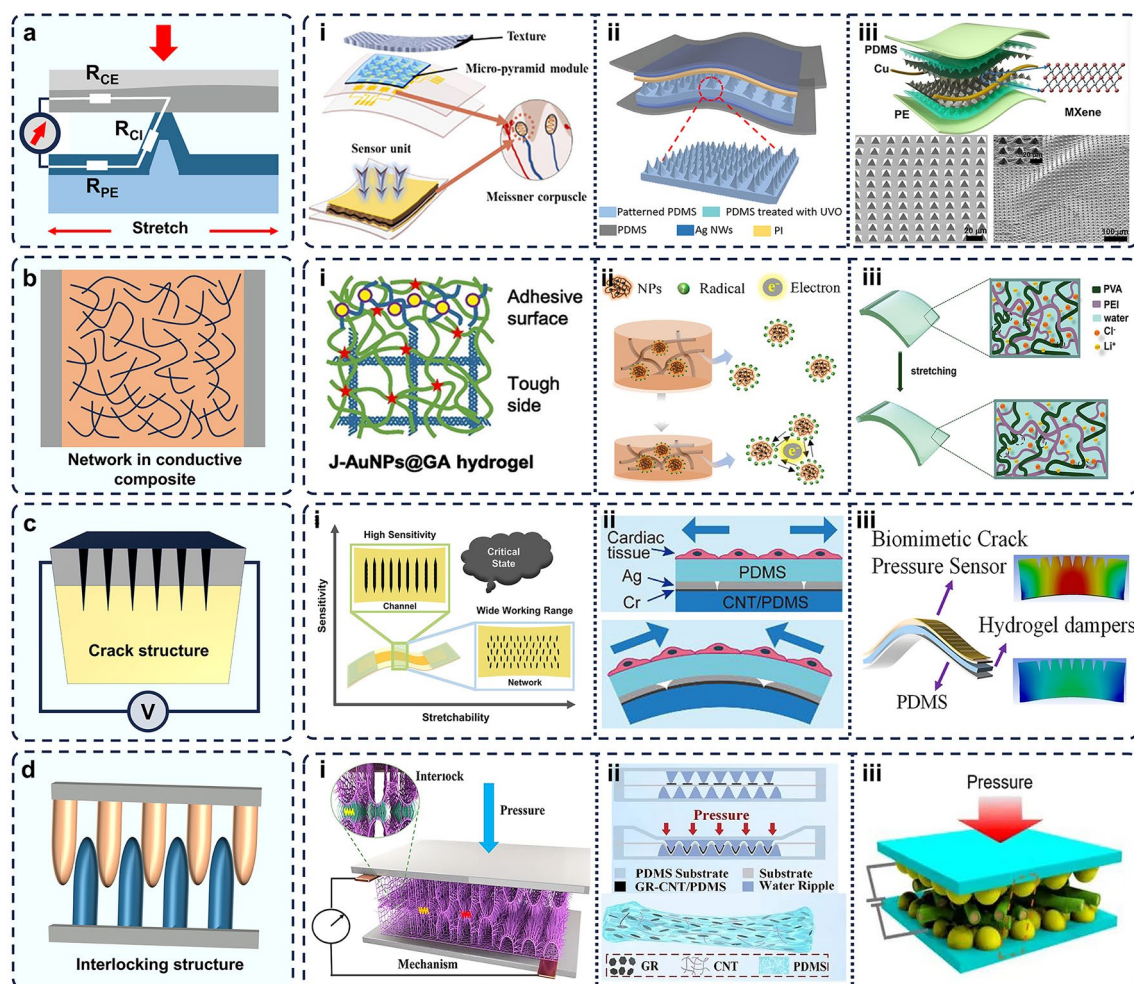 a
R_CE
R_CI
R_PE
Stretch
i
Texture
Micro-pyramid module
Sensor unit
Meissner corpuscle
ii
Patterned PDMS
PDMS treated with UVO
PDMS
Ag NWs
PI
iii
PDMS
Cu
PE
MXene
20 μm
20 μm
100 μm
b
Network in conductive
composite
i
Adhesive
surface
Tough
side
J-AuNPs@GA hydrogel
ii
NPs
Radical
e-
Electron
e-
iii
PVA
PEI
water
Cl-
Li+
stretching
c
Crack structure
V
i
High Sensitivity
Critical
State
Channel
Wide Working
Range
Network
Sensitivity
Stretchability
ii
Cardiac
tissue
PDMS
Ag
Cr
CNT/PDMS
iii
Biomimetic Crack
Pressure Sensor
Hydrogel dampers
PDMS
d
Interlocking structure
i
Interlock
Pressure
Mechanism
ii
Pressure
PDMS Substrate
Substrate
GR-CNT/PDMS
Water Ripple
GR
CNT
PDMS
iii
Pressure